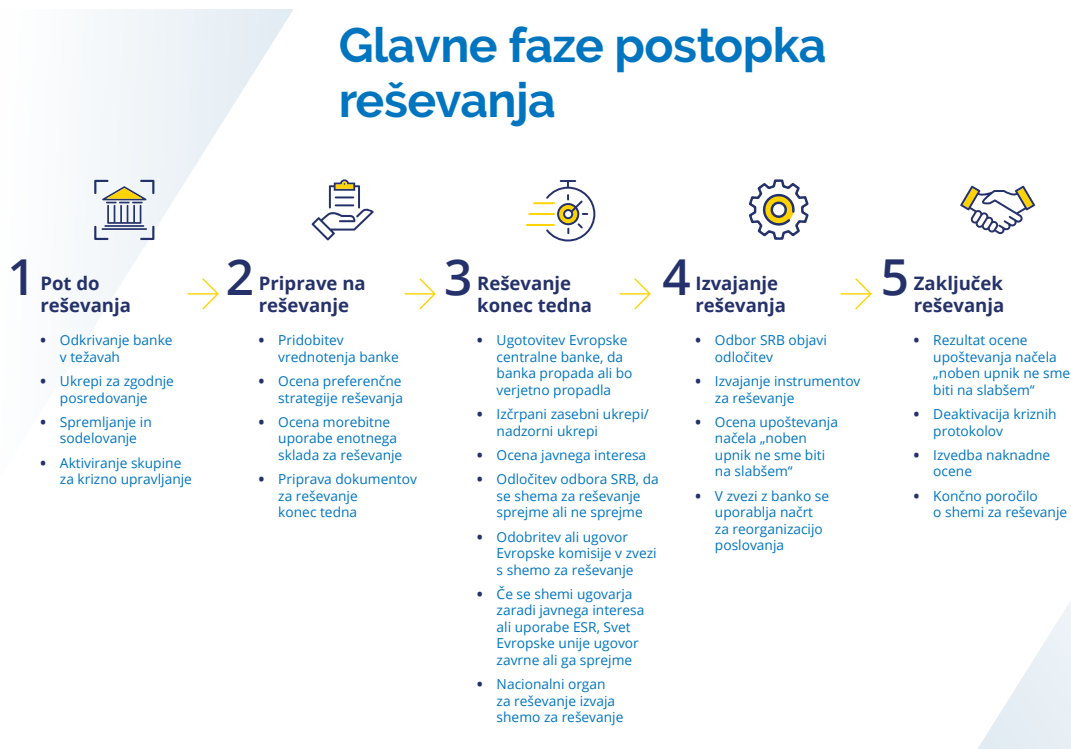 Glavne faze postopka
reševanja
1 Pot do
reševanja
• Odkrivanje banke
v težavah
• Ukrepi za zgodnje
posredovanje
• Spremljanje in
sodelovanje
• Aktiviranje skupine
za krizno upravljanje
2 Priprave na
reševanje
• Pridobitev
vrednotenja banke
• Ocena preferenčne
strategije reševanja
• Ocena morebitne
uporabe enotnega
sklada za reševanje
• Priprava dokumentov
za reševanje
konec tedna
3 Reševanje
konec tedna
• Ugotovitev Evropske
centralne banke, da
banka propada ali bo
verjetno propadla
• Izčrpani zasebni ukrepi/
nadzorni ukrepi
• Ocena javnega interesa
• Odločitev odbora SRB, da
se shema za reševanje
sprejme ali ne sprejme
• Odobritev ali ugovor
Evropske komisije v zvezi
s shemo za reševanje
• Če se shemi ugovarja
zaradi javnega interesa
ali uporabe ESR, Svet
Evropske unije ugovor
zavrne ali ga sprejme
• Nacionalni organ
za reševanje izvaja
shemo za reševanje
4 Izvajanje
reševanja
• Odbor SRB objavi
odločitev
• Izvajanje instrumentov
za reševanje
• Ocena upoštevanja
načela „noben
upnik ne sme biti
na slabšem“
• V zvezi z banko se
uporablja načrt
za reorganizacijo
poslovanja
5 Zaključek
reševanja
• Rezultat ocene
upoštevanja načela
„noben upnik ne sme
biti na slabšem“
• Deaktivacija kriznih
protokolov
• Izvedba naknadne
ocene
• Končno poročilo
o shemi za reševanje